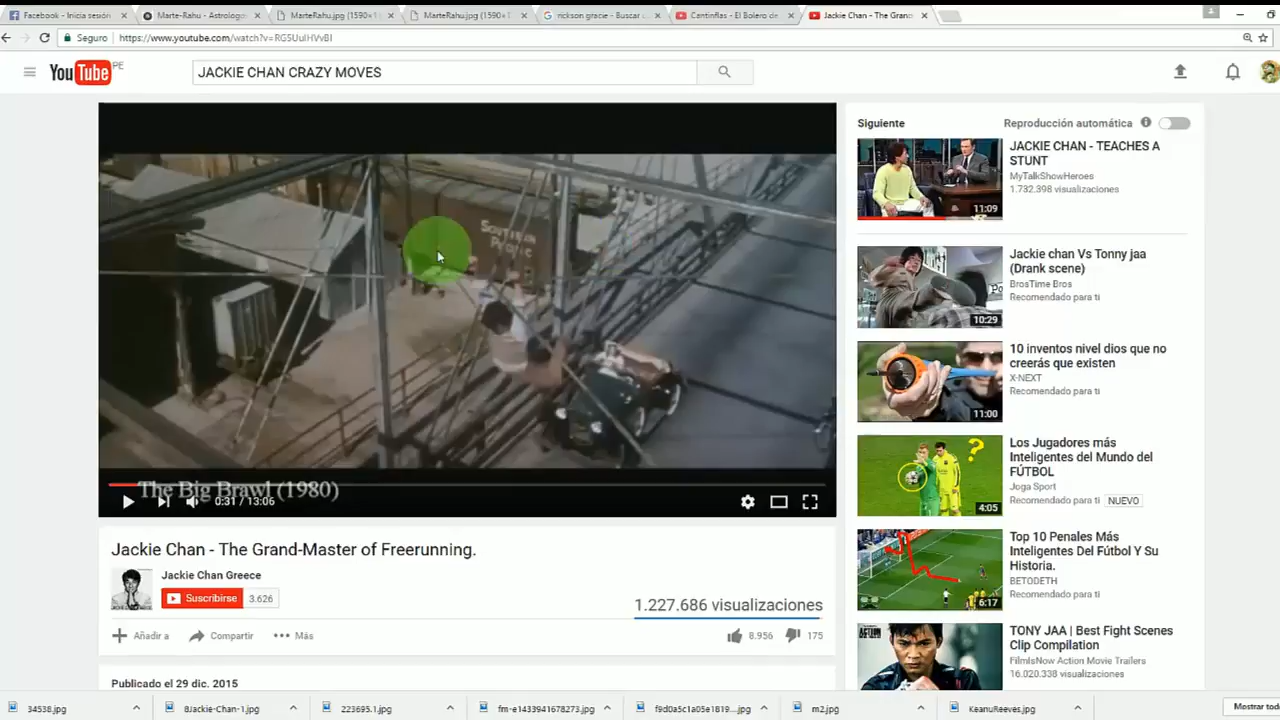 Facebook - Inicia sesión
Marte-Rahu - Astrologo
MarteRahu.jpg (1590×1
MarteRahu.jpg (1590×1
rickson gracie - Buscar
Cantinflas - El Bolero de
Jackie Chan - The Grand
Seguro
YouTube PE
JACKIE CHAN CRAZY MOVES
SOUTHERN
PACIFIC
The Big Brawl (1980)
0:31 / 13:06
Jackie Chan - The Grand-Master of Freerunning.
Jackie Chan Greece
Suscribirse 3.626
1.227.686 visualizaciones
Añadir a Compartir Más
8.956 175
Publicado el 29 dic. 2015
Siguiente
Reproducción automática
JACKIE CHAN - TEACHES A
STUNT
MyTalkShowHeroes
1.732.398 visualizaciones
11:09
Jackie chan Vs Tonny jaa
(Drank scene)
BrosTime Bros
Recomendado para ti
10:29
10 inventos nivel dios que no
creerás que existen
X-NEXT
Recomendado para ti
11:00
Los Jugadores más
Inteligentes del Mundo del
FÚTBOL
Joga Sport
Recomendado para ti NUEVO
4:05
Top 10 Penales Más
Inteligentes Del Fútbol Y Su
Historia.
BETODETH
Recomendado para ti
6:17
TONY JAA | Best Fight Scenes
Clip Compilation
FilmIsNow Action Movie Trailers
16.020.338 visualizaciones
34538.jpg
8Jackie-Chan-1.jpg
223695.1.jpg
fm-e1433941678273.jpg
f9d0a5c1a05e1819...jpg
m2.jpg
KeanuReeves.jpg
Mostrar todo